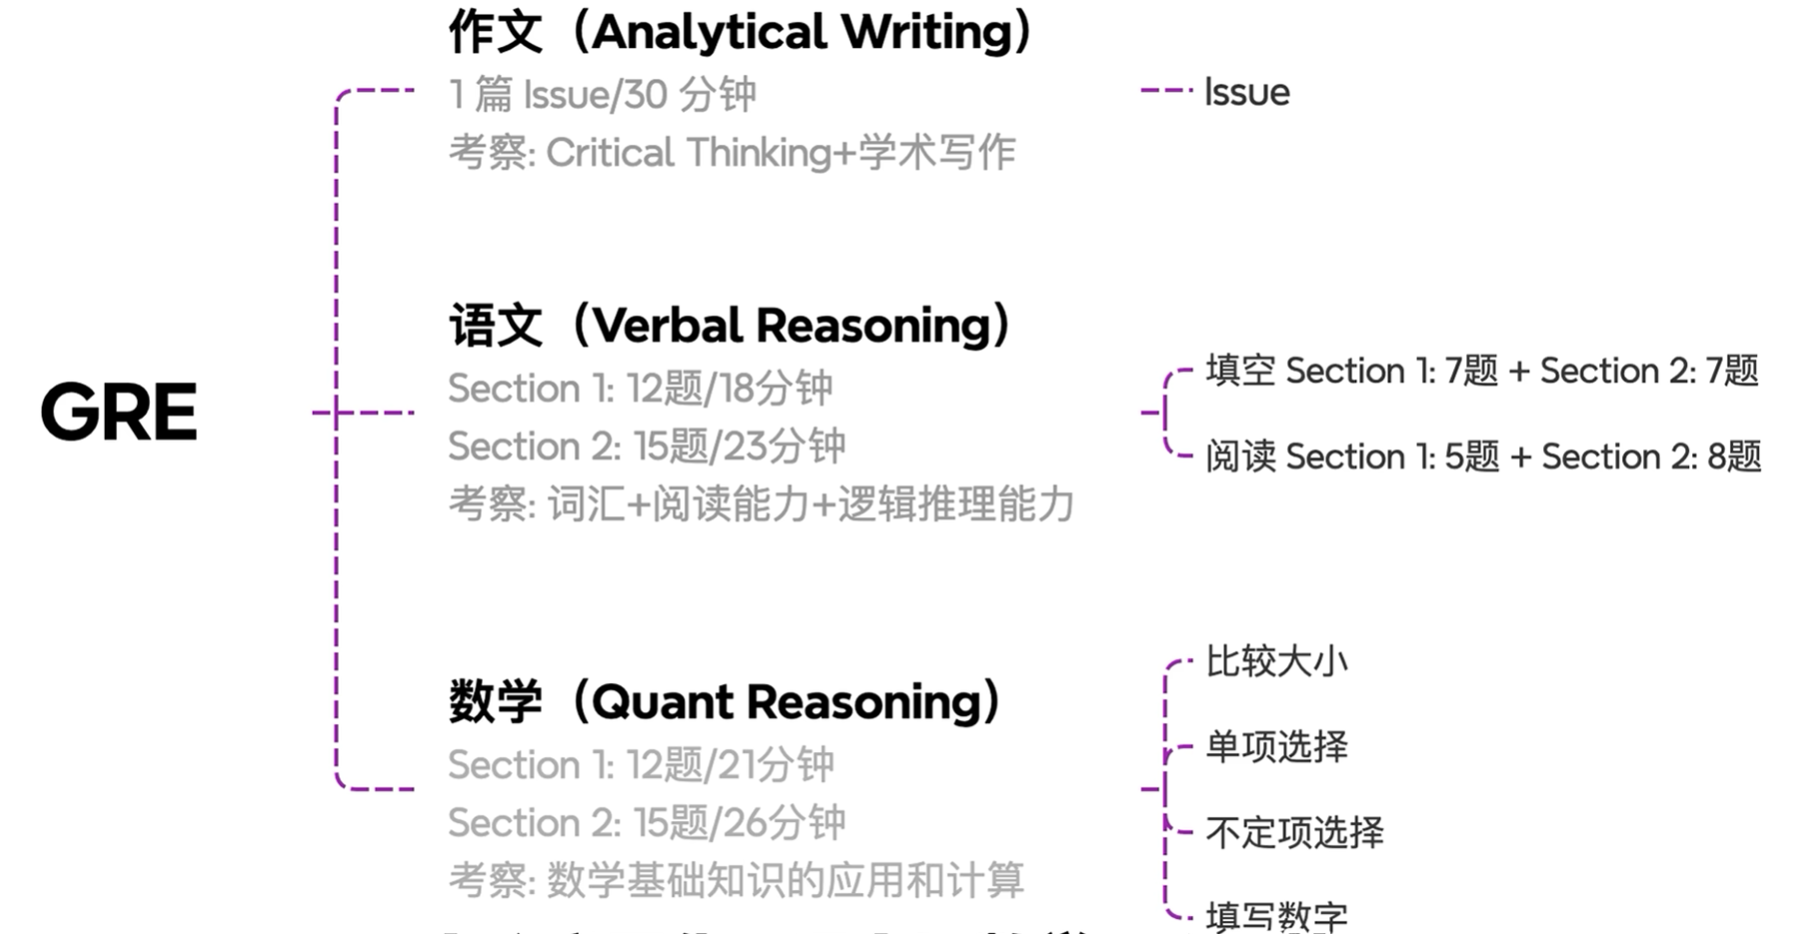 作文（Analytical Writing）
1 篇 Issue/30 分钟
考察: Critical Thinking+学术写作
Issue
GRE
语文（Verbal Reasoning）
Section 1: 12题/18分钟
Section 2: 15题/23分钟
考察: 词汇+阅读能力+逻辑推理能力
填空 Section 1: 7题 + Section 2: 7题
阅读 Section 1: 5题 + Section 2: 8题
数学（Quant Reasoning）
Section 1: 12题/21分钟
Section 2: 15题/26分钟
考察: 数学基础知识的应用和计算
比较大小
单项选择
不定项选择
填写数字